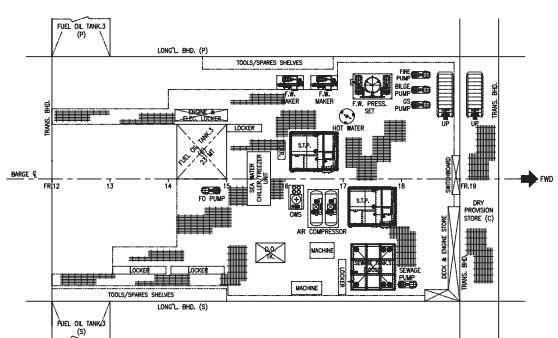 FUEL OIL TANK.3
(P)
LONG'L. BHD. (P)
TOOLS/SPARES SHELVES
FIRE
PUMP
BILGE
PUMP
GS
PUMP
F.W.
MAKER
F.W.
MAKER
F.W. PRESS.
SET
TRANS. BHD.
TRANS. BHD.
ENGINE &
ELEC. LOCKER
LOCKER
HOT WATER
UP
UP
FUEL OIL TANK.3
S.T.P.
BARGE ℄
FR.12
13
14
15
16
17
18
FR.19
FWD
SEA WATER
CHILLER/FREEZER
UNIT
SWITCHBOARD
FO PUMP
OWS
S.T.P.
AIR COMPRESSOR
DRY
PROVISION
STORE (C)
DECK & ENGINE STORE
D.O.
TK.
MACHINE
LOCKER
LOCKER
LOCKER
SEWAGE
PUMP
MACHINE
TRANS. BHD.
TRANS. BHD.
TOOLS/SPARES SHELVES
LONG'L. BHD. (S)
FUEL OIL TANK.3
(S)